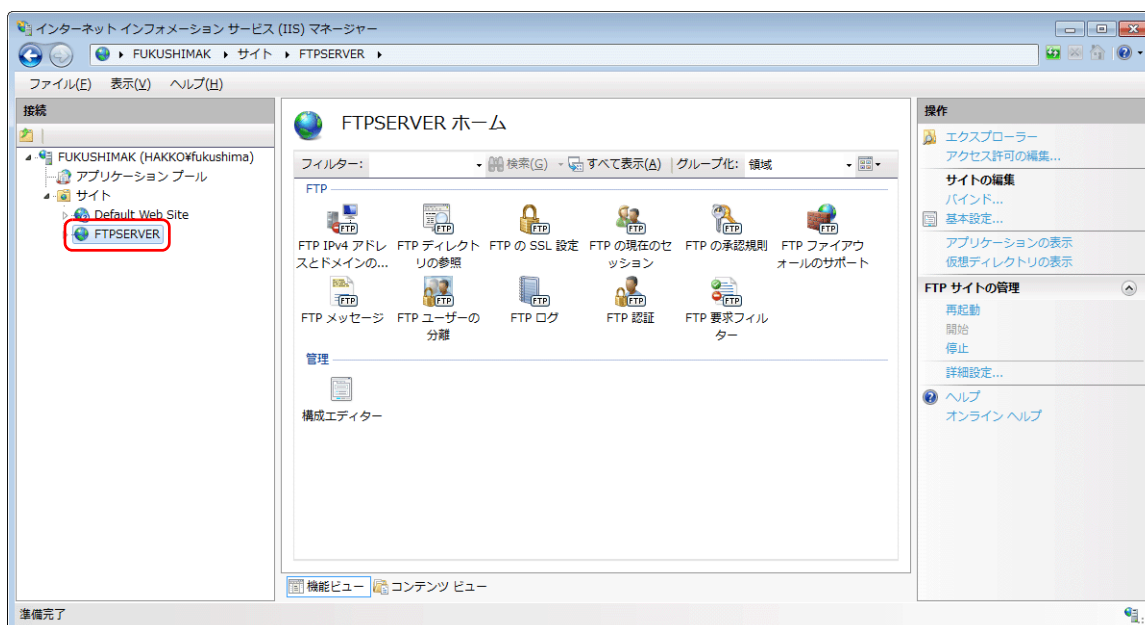 インターネット インフォメーション サービス (IIS) マネージャー
FUKUSHIMAK サイト FTPSERVER
ファイル(F) 表示(V) ヘルプ(H)
接続
FUKUSHIMAK (HAKKO¥fukushima)
アプリケーション プール
サイト
Default Web Site
FTPSERVER
FTPSERVER ホーム
フィルター: 検索(G) すべて表示(A) グループ化: 領域
FTP
FTP IPv4 アドレスとドメインの...
FTP ディレクトリの参照
FTP の SSL 設定
FTP の現在のセッション
FTP の承認規則
FTP ファイアウォールのサポート
FTP メッセージ
FTP ユーザーの分離
FTP ログ
FTP 認証
FTP 要求フィルター
管理
構成エディター
機能ビュー コンテンツ ビュー
操作
エクスプローラー
アクセス許可の編集...
サイトの編集
バインド...
基本設定...
アプリケーションの表示
仮想ディレクトリの表示
FTP サイトの管理
再起動
開始
停止
詳細設定...
ヘルプ
オンライン ヘルプ
準備完了